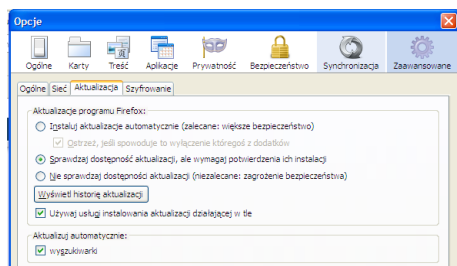 Opcje
Ogólne Karty Treść Aplikacje Prywatność Bezpieczeństwo Synchronizacja Zaawansowane
Ogólne Sieć Aktualizacja Szyfrowanie
Aktualizacje programu Firefox:
Instaluj aktualizacje automatycznie (zalecane: większe bezpieczeństwo)
Ostrzeż, jeśli spowoduje to wyłączenie któregoś z dodatków
Sprawdzaj dostępność aktualizacji, ale wymagaj potwierdzenia ich instalacji
Nie sprawdzaj dostępności aktualizacji (niezalecane: zagrożenie bezpieczeństwa)
Wyświetl historię aktualizacji
Używaj usługi instalowania aktualizacji działającej w tle
Aktualizuj automatycznie:
wyszukiwarki